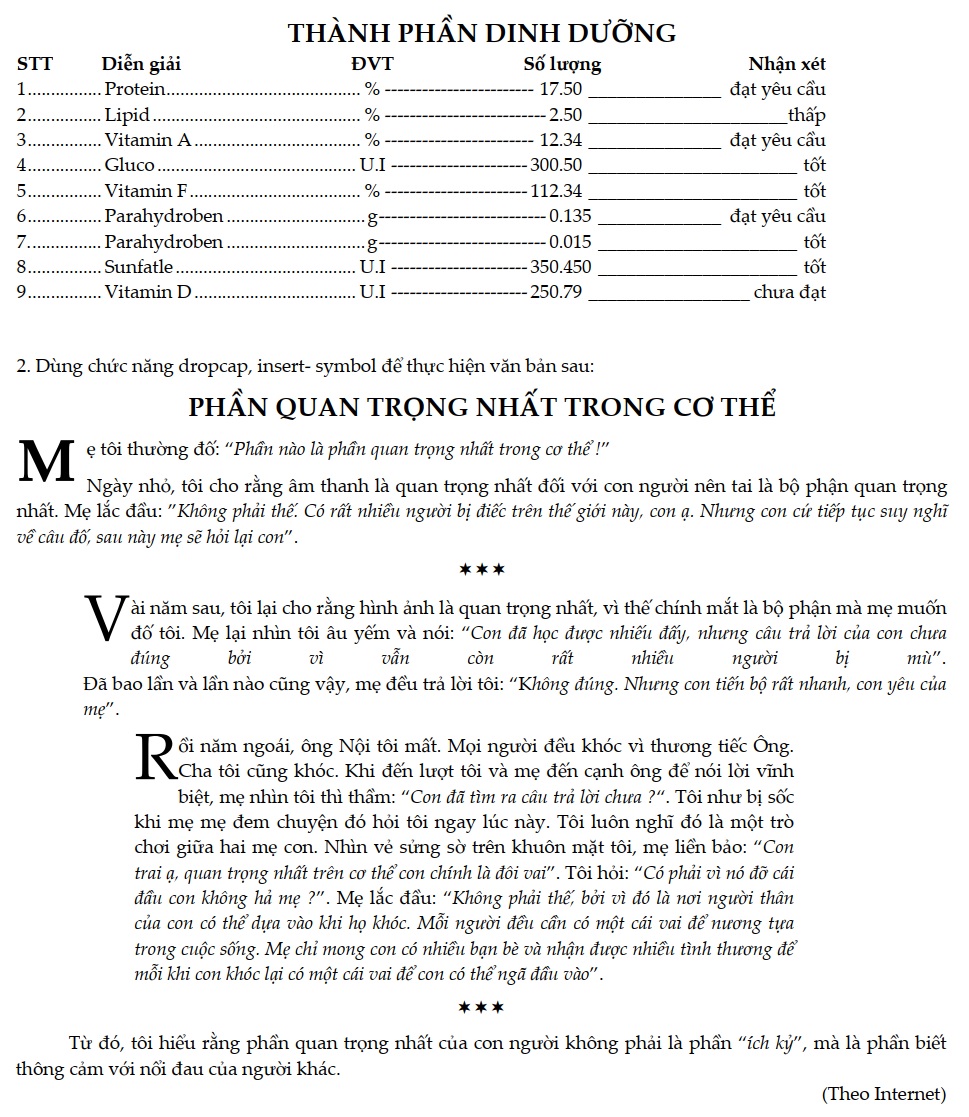 THÀNH PHẦN DINH DƯỠNG
STT Diễn giải ĐVT Số lượng Nhận xét
1................ Protein.......................................... % ------------------------ 17.50 ______________ đạt yêu cầu
2................ Lipid ............................................. % -------------------------- 2.50 _____________________thấp
3................ Vitamin A .................................... % ------------------------ 12.34 ______________ đạt yêu cầu
4................ Gluco ........................................... U.I ----------------------300.50 ______________________ tốt
5................ Vitamin F ..................................... % -----------------------112.34 ______________________ tốt
6................ Parahydroben .............................. g--------------------------- 0.135 ______________ đạt yêu cầu
7................ Parahydroben .............................. g--------------------------- 0.015 _____________________ tốt
8................ Sunfatle ....................................... U.I ----------------------350.450 _____________________ tốt
9................ Vitamin D ................................... U.I ----------------------250.79 _________________ chưa đạt
2. Dùng chức năng dropcap, insert- symbol để thực hiện văn bản sau:
PHẦN QUAN TRỌNG NHẤT TRONG CƠ THỂ
Mẹ tôi thường đố: “Phần nào là phần quan trọng nhất trong cơ thể !”
Ngày nhỏ, tôi cho rằng âm thanh là quan trọng nhất đối với con người nên tai là bộ phận quan trọng
nhất. Mẹ lắc đầu: ”Không phải thế. Có rất nhiều người bị điếc trên thế giới này, con ạ. Nhưng con cứ tiếp tục suy nghĩ
về câu đố, sau này mẹ sẽ hỏi lại con”.
✶✶✶
Vài năm sau, tôi lại cho rằng hình ảnh là quan trọng nhất, vì thế chính mắt là bộ phận mà mẹ muốn
đố tôi. Mẹ lại nhìn tôi âu yếm và nói: “Con đã học được nhiếu đấy, nhưng câu trả lời của con chưa
đúng bởi vì vẫn còn rất nhiều người bị mù”.
Đã bao lần và lần nào cũng vậy, mẹ đều trả lời tôi: “Không đúng. Nhưng con tiến bộ rất nhanh, con yêu của
mẹ”.
Rồi năm ngoái, ông Nội tôi mất. Mọi người đều khóc vì thương tiếc Ông.
Cha tôi cũng khóc. Khi đến lượt tôi và mẹ đến cạnh ông để nói lời vĩnh
biệt, mẹ nhìn tôi thì thầm: “Con đã tìm ra câu trả lời chưa ?“. Tôi như bị sốc
khi mẹ mẹ đem chuyện đó hỏi tôi ngay lúc này. Tôi luôn nghĩ đó là một trò
chơi giữa hai mẹ con. Nhìn vẻ sửng sờ trên khuôn mặt tôi, mẹ liền bảo: “Con
trai ạ, quan trọng nhất trên cơ thể con chính là đôi vai”. Tôi hỏi: “Có phải vì nó đỡ cái
đầu con không hả mẹ ?”. Mẹ lắc đầu: “Không phải thế, bởi vì đó là nơi người thân
của con có thể dựa vào khi họ khóc. Mỗi người đều cần có một cái vai để nương tựa
trong cuộc sống. Mẹ chỉ mong con có nhiều bạn bè và nhận được nhiều tình thương để
mỗi khi con khóc lại có một cái vai để con có thể ngã đầu vào”.
✶✶✶
Từ đó, tôi hiểu rằng phần quan trọng nhất của con người không phải là phần “ích kỷ”, mà là phần biết
thông cảm với nổi đau của người khác.
(Theo Internet)